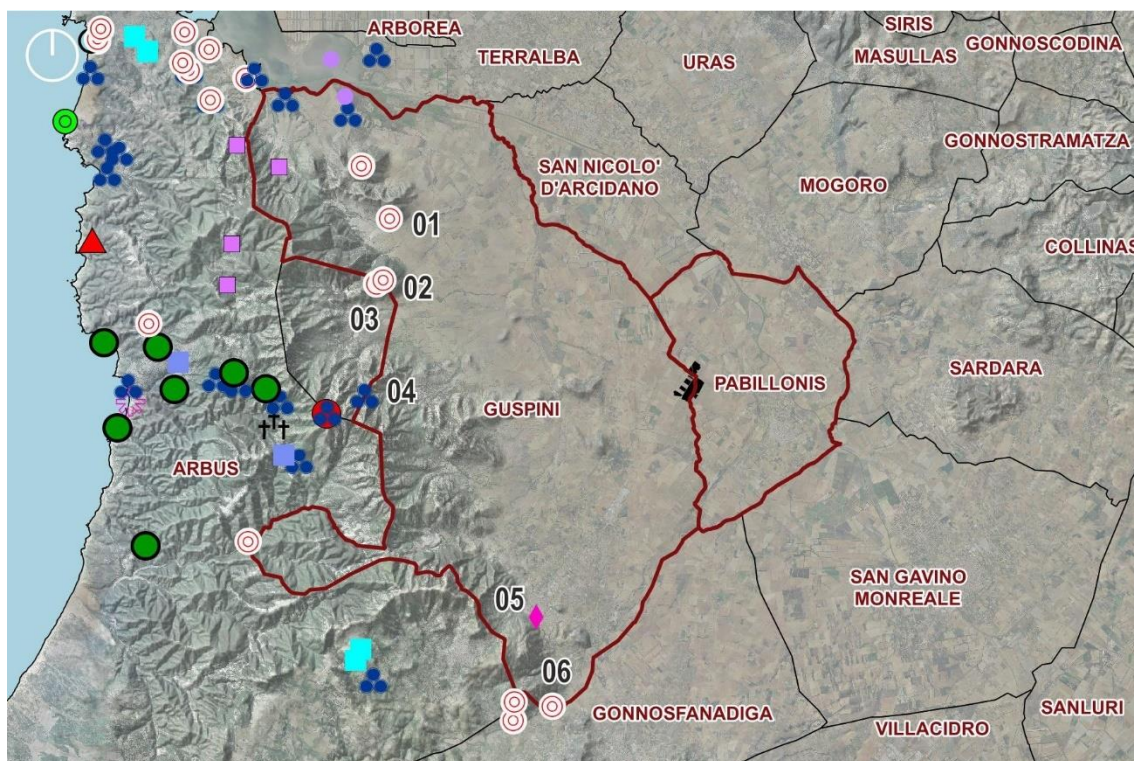 ARBOREA
TERRALBA
URAS
SIRIS
MASULLAS
GONNOSCODINA
GONNOSTRAMATZA
SAN NICOLO'
D'ARCIDANO
MOGORO
COLLINAS
01
02
03
04
GUSPINI
PABILLONIS
SARDARA
ARBUS
05
06
SAN GAVINO
MONREALE
GONNOSFANADIGA
VILLACIDRO
SANLURI